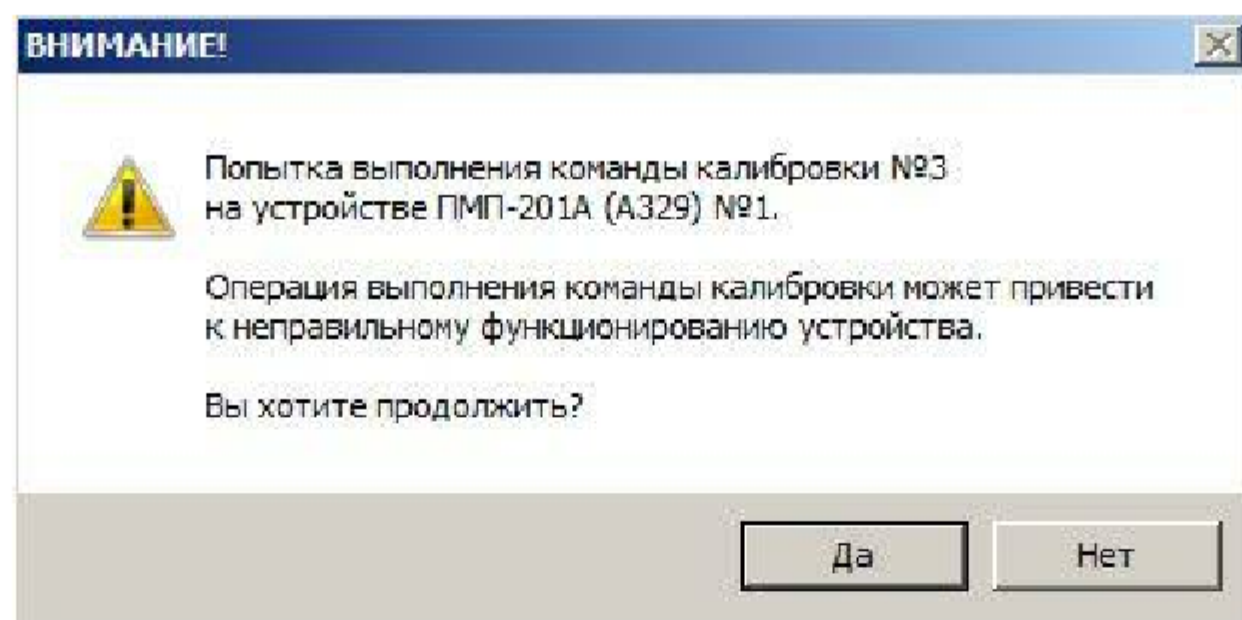 ВНИМАНИЕ!
Попытка выполнения команды калибровки №3
на устройстве ПМП-201А (А329) №1.
Операция выполнения команды калибровки может привести
к неправильному функционированию устройства.
Вы хотите продолжить?
Да
Нет